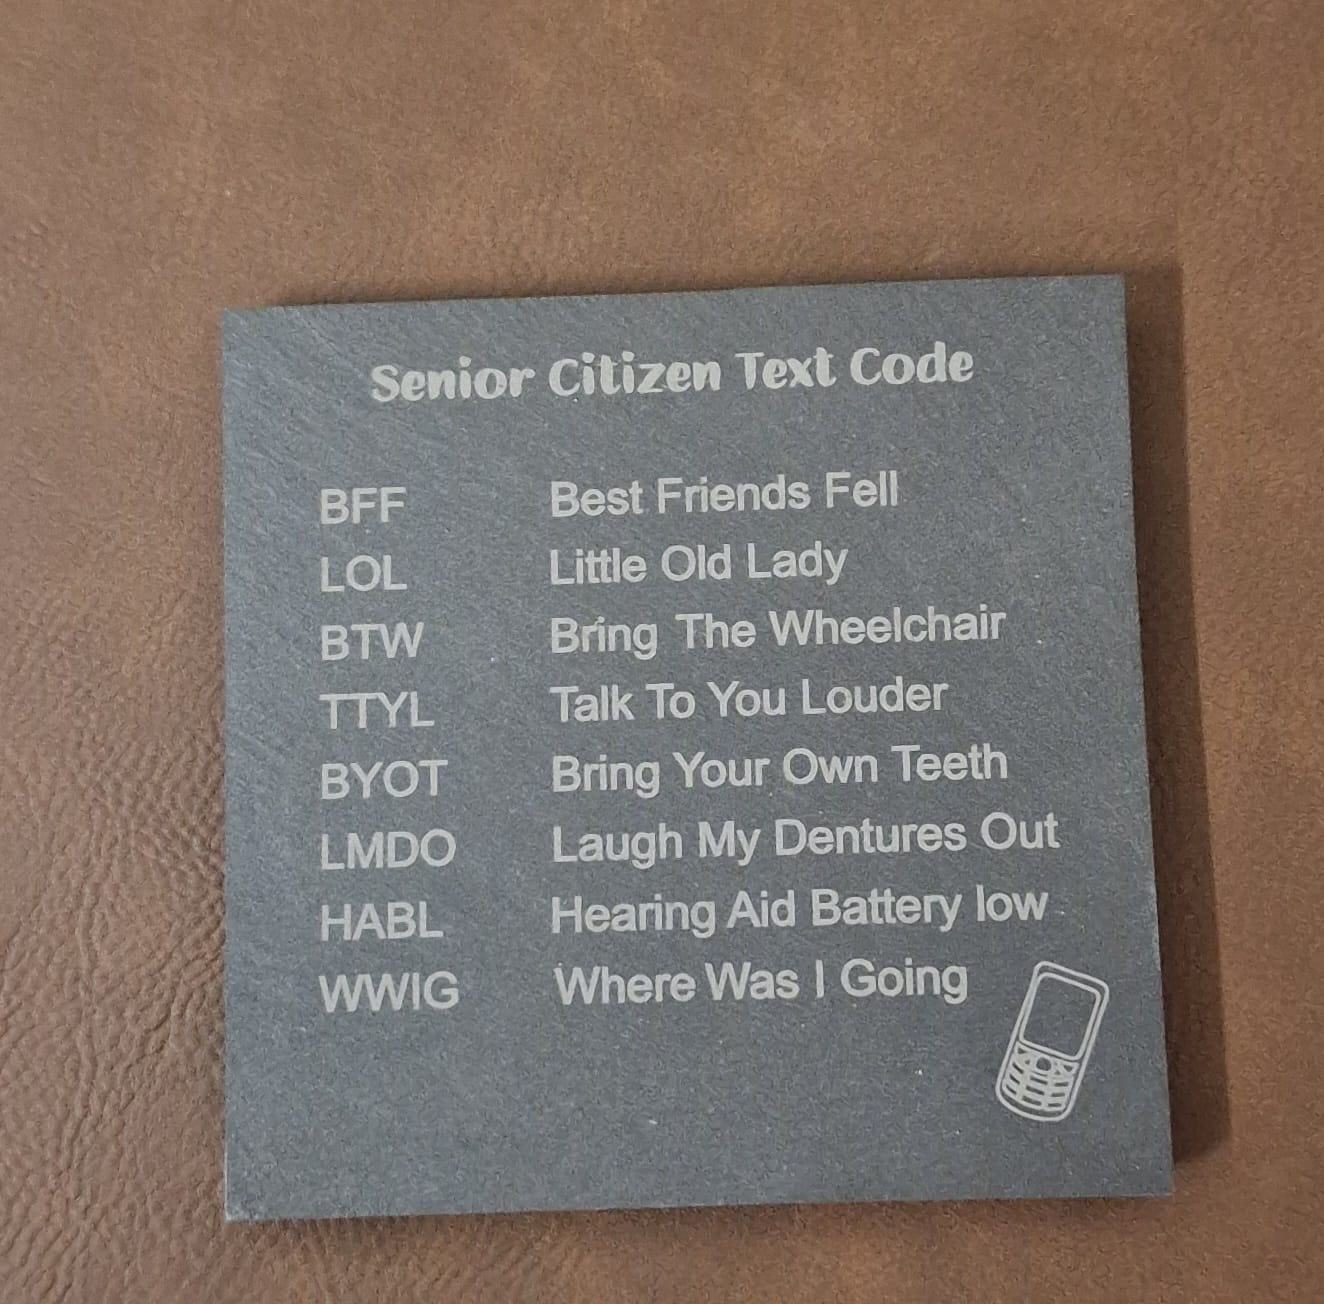 Senior Citizen Text Code
BFF Best Friends Fell
LOL Little Old Lady
BTW Bring The Wheelchair
TTYL Talk To You Louder
BYOT Bring Your Own Teeth
LMDO Laugh My Dentures Out
HABL Hearing Aid Battery low
WWIG Where Was I Going